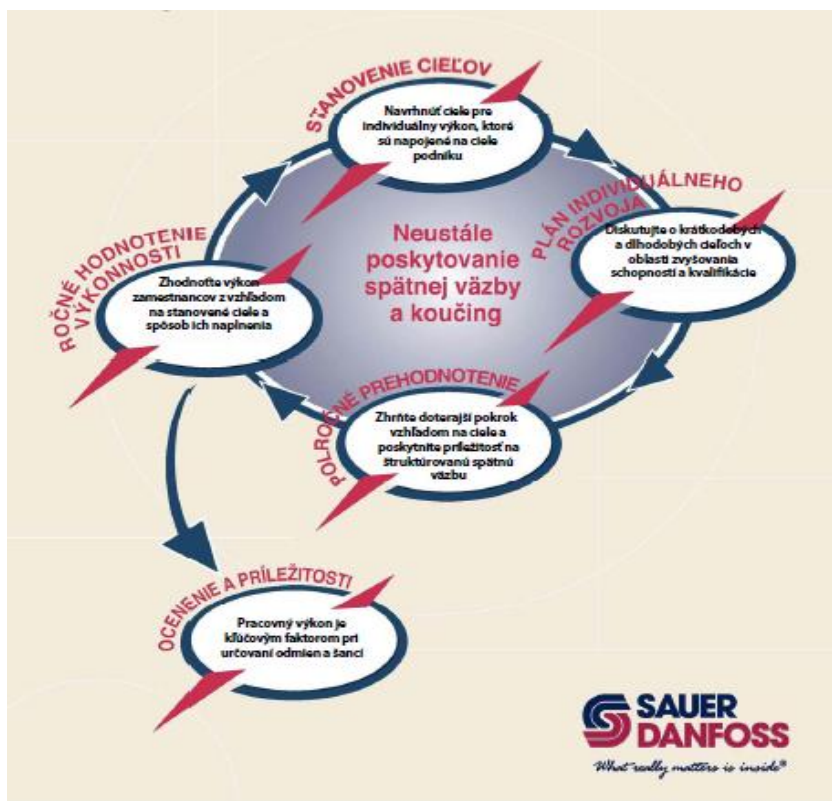 STANOVENIE CIEĽOV
Navrhnúť ciele pre
individuálny výkon, ktoré
sú napojené na ciele
podniku
PLÁN INDIVIDUÁLNEHO
ROZVOJA
Diskutujte o krátkodobých
a dlhodobých cieľoch v
oblasti zvyšovania
schopností a kvalifikácie
Neustále
poskytovanie
spätnej väzby
a koučing
ROČNÉ HODNOTENIE
VÝKONNOSTI
Zhodnoťte výkon
zamestnancov z vzhľadom
na stanovené ciele a
spôsob ich naplnenia
POLROČNÉ PREHODNOTENIE
Zhrňte doterajší pokrok
vzhľadom na ciele a
poskytnite príležitosť na
štruktúrovanú spätnú
väzbu
OCENENIE A PRÍLEŽITOSTI
Pracovný výkon je
kľúčovým faktorom pri
určovaní odmien a šancí
SAUER
DANFOSS
What really matters is inside®